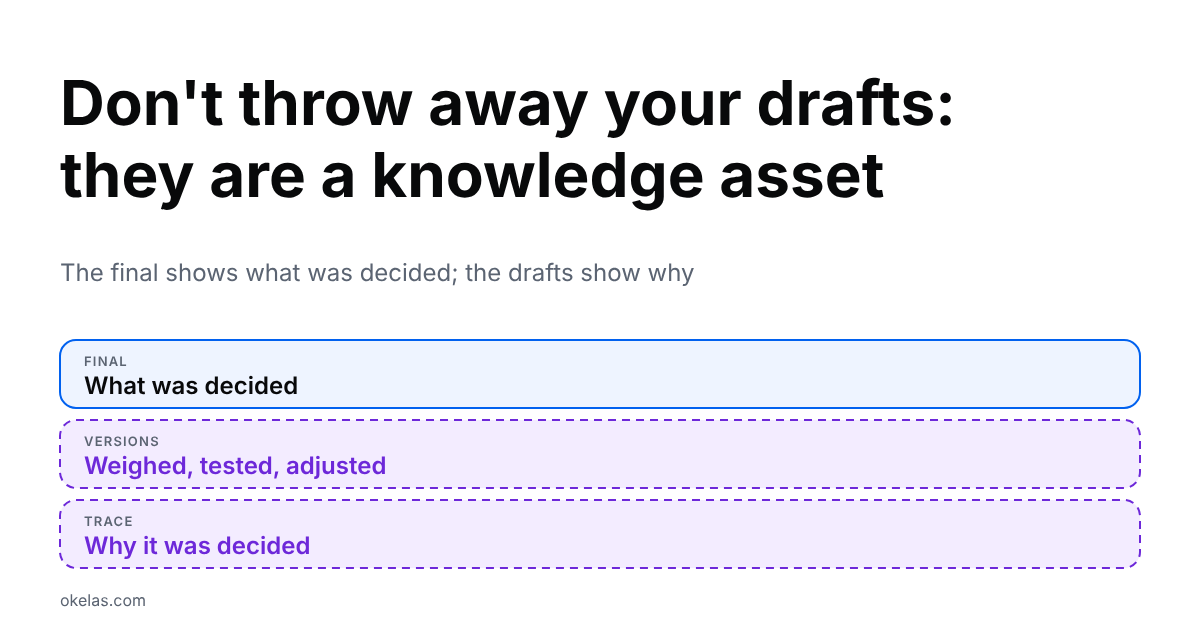 Don't throw away your drafts:
they are a knowledge asset
The final shows what was decided; the drafts show why
FINAL
What was decided
VERSIONS
Weighed, tested, adjusted
TRACE
Why it was decided
okelas.com